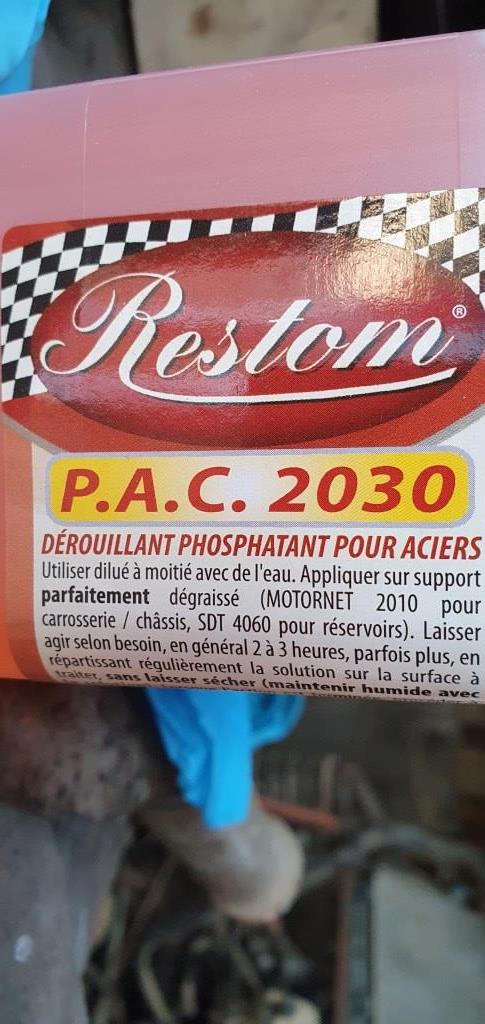 Restom®
P.A.C. 2030
DÉROUILLANT PHOSPHATANT POUR ACIERS
Utiliser dilué à moitié avec de l'eau. Appliquer sur support
parfaitement dégraissé (MOTORNET 2010 pour
carrosserie / châssis, SDT 4060 pour réservoirs). Laisser
agir selon besoin, en général 2 à 3 heures, parfois plus, en
répartissant régulièrement la solution sur la surface à
traiter, sans laisser sécher (maintenir humide avec